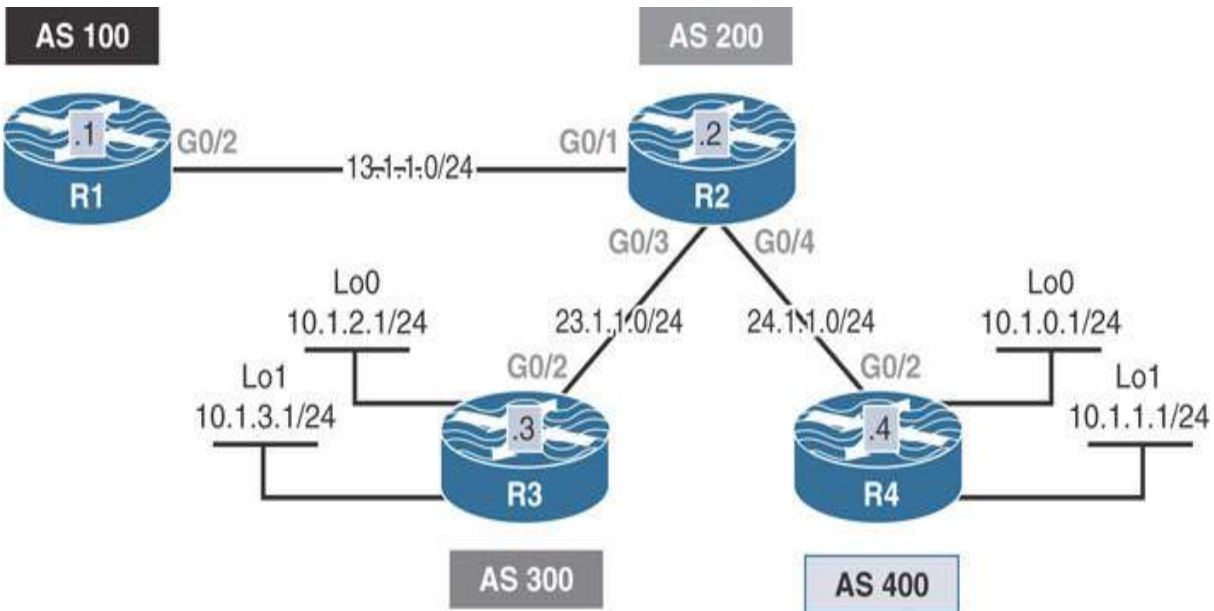 AS 100
AS 200
.1
G0/2
13.1.1.0/24
G0/1
.2
R1
R2
G0/3
G0/4
Lo0
10.1.2.1/24
23.1.1.0/24
24.1.1.0/24
Lo0
10.1.0.1/24
Lo1
10.1.3.1/24
G0/2
G0/2
Lo1
10.1.1.1/24
.3
.4
R3
R4
AS 300
AS 400